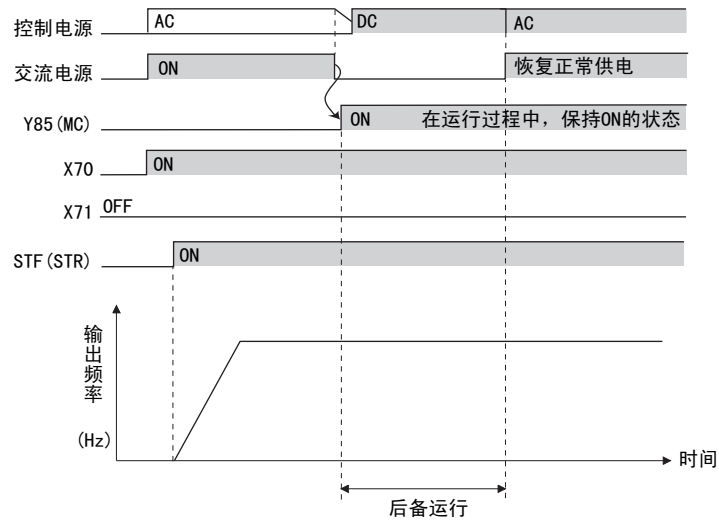 控制电源 AC DC AC
交流电源 ON 恢复正常供电
Y85(MC) ON 在运行过程中，保持ON的状态
X70 ON
X71 OFF
STF(STR) ON
输出频率
(Hz)
时间
后备运行